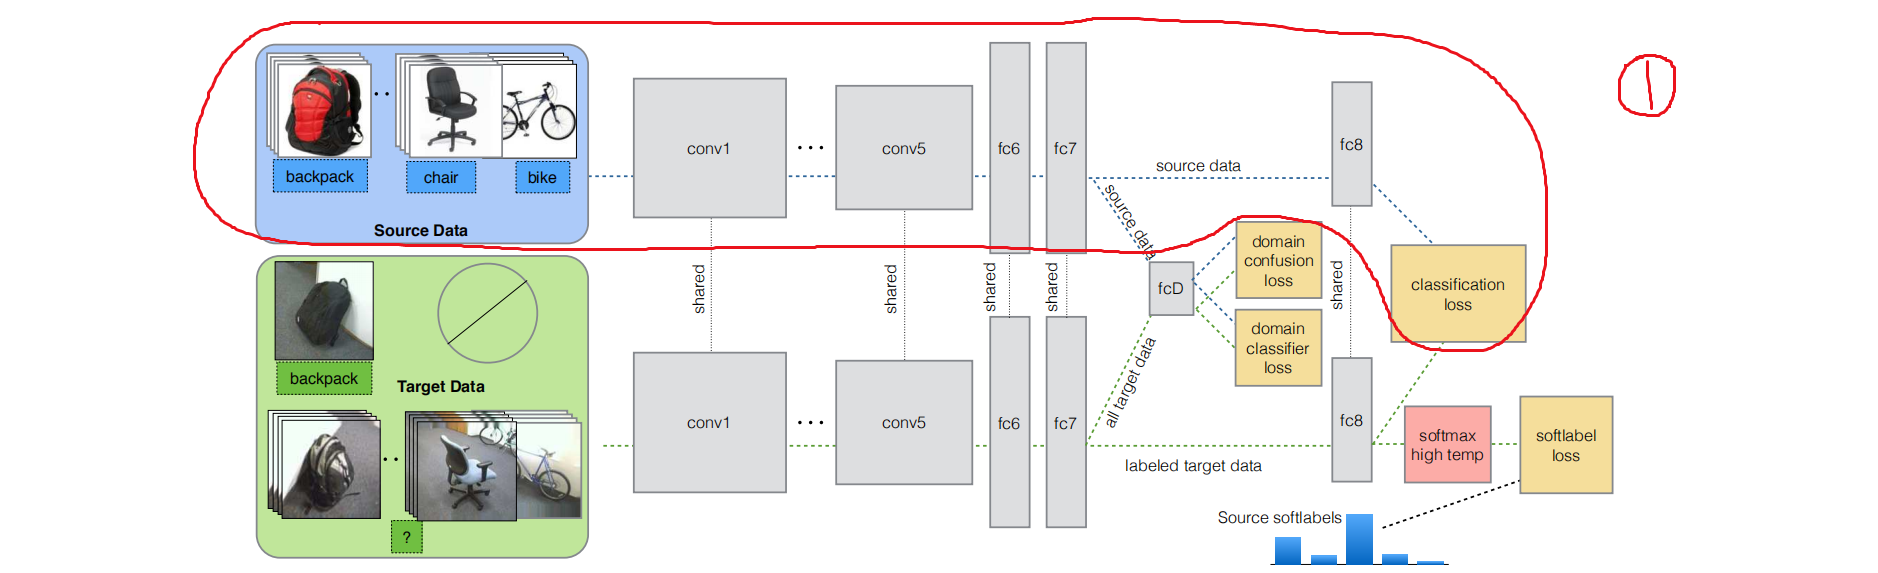 1
backpack
chair
bike
Source Data
conv1
conv5
fc6
fc7
source data
source data
fc8
shared
shared
shared
shared
shared
fcD
domain
confusion
loss
domain
classifier
loss
classification
loss
backpack
Target Data
?
conv1
conv5
fc6
fc7
all target data
labeled target data
fc8
softmax
high temp
softlabel
loss
Source softlabels